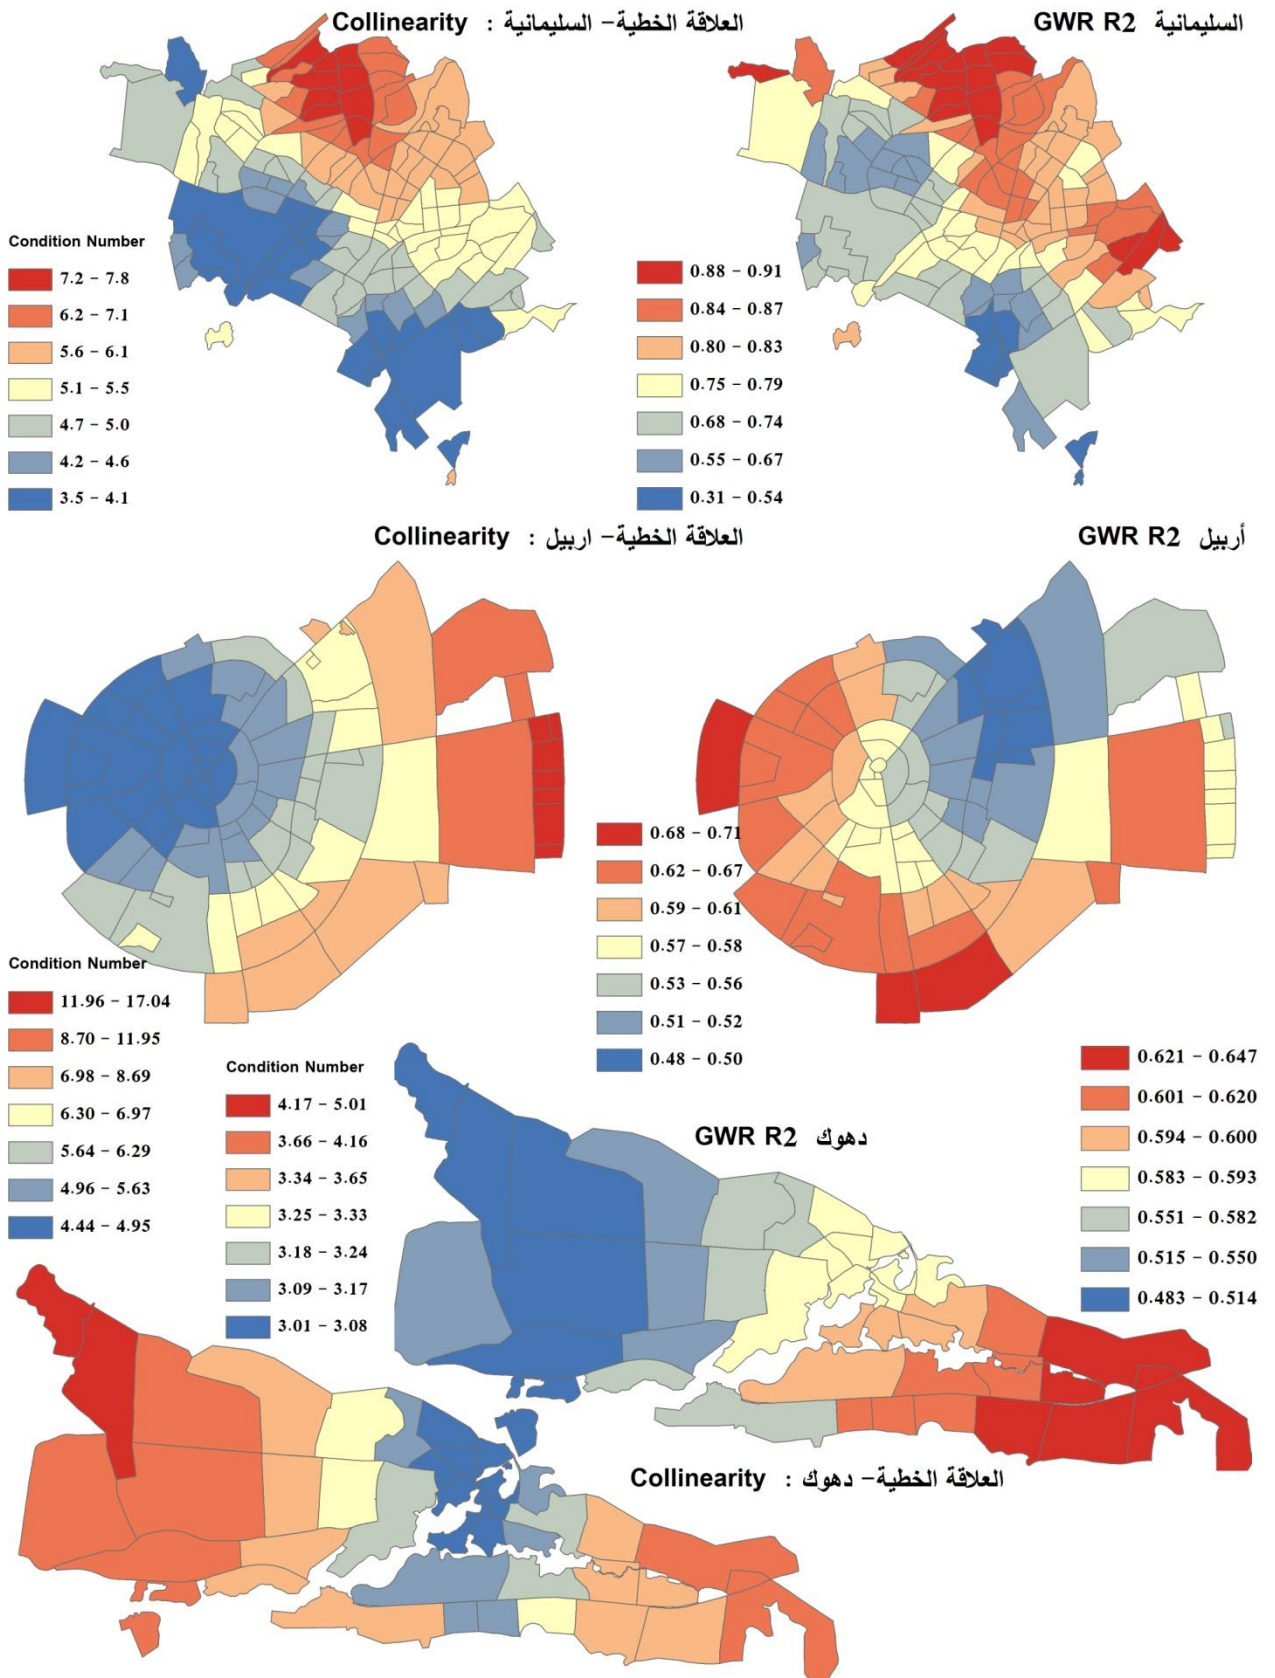 Collinearity : العلاقة الخطية- السليمانية
GWR R2 السليمانية
Condition Number
7.2 - 7.8
6.2 - 7.1
5.6 - 6.1
5.1 - 5.5
4.7 - 5.0
4.2 - 4.6
3.5 - 4.1
0.88 - 0.91
0.84 - 0.87
0.80 - 0.83
0.75 - 0.79
0.68 - 0.74
0.55 - 0.67
0.31 - 0.54
Collinearity : العلاقة الخطية- اربيل
GWR R2 أربيل
Condition Number
11.96 - 17.04
8.70 - 11.95
6.98 - 8.69
6.30 - 6.97
5.64 - 6.29
4.96 - 5.63
4.44 - 4.95
0.68 - 0.71
0.62 - 0.67
0.59 - 0.61
0.57 - 0.58
0.53 - 0.56
0.51 - 0.52
0.48 - 0.50
Condition Number
4.17 - 5.01
3.66 - 4.16
3.34 - 3.65
3.25 - 3.33
3.18 - 3.24
3.09 - 3.17
3.01 - 3.08
GWR R2 دهوك
0.621 - 0.647
0.601 - 0.620
0.594 - 0.600
0.583 - 0.593
0.551 - 0.582
0.515 - 0.550
0.483 - 0.514
Collinearity : العلاقة الخطية- دهوك